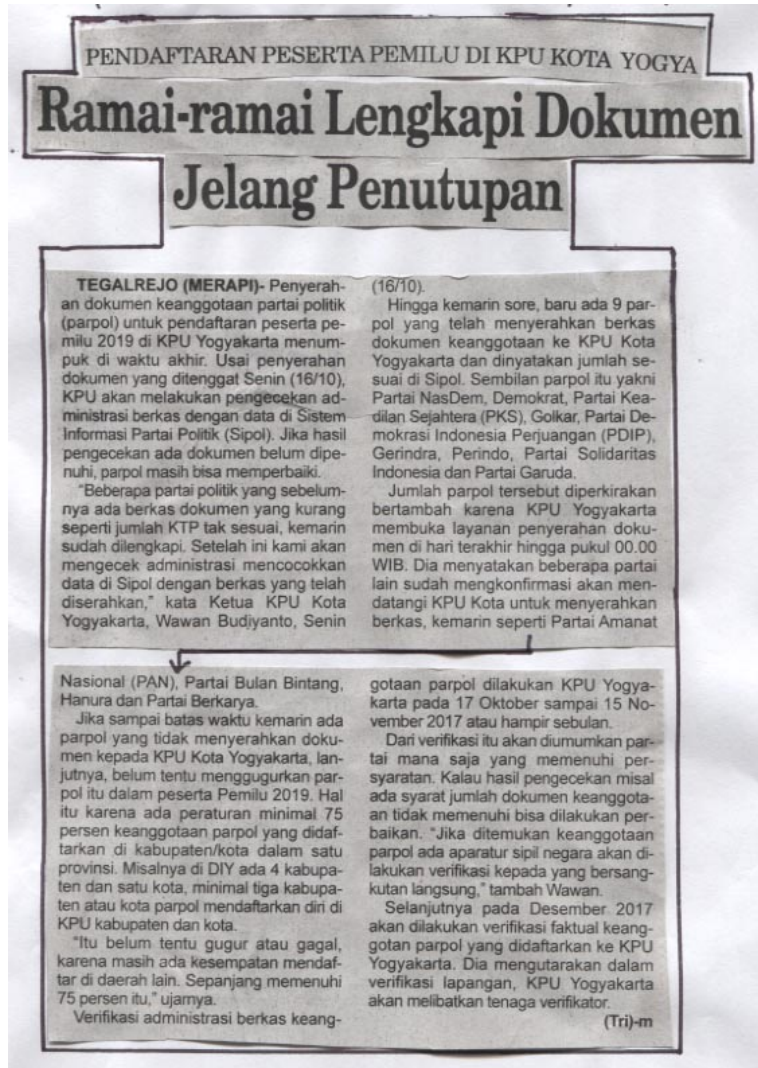 PENDAFTARAN PESERTA PEMILU DI KPU KOTA YOGYA
Ramai-ramai Lengkapi Dokumen
Jelang Penutupan
TEGALREJO (MERAPI)- Penyerah-
an dokumen keanggotaan partai politik
(parpol) untuk pendaftaran peserta pe-
milu 2019 di KPU Yogyakarta menum-
puk di waktu akhir. Usai penyerahan
dokumen yang ditenggat Senin (16/10),
KPU akan melakukan pengecekan ad-
ministrasi berkas dengan data di Sistem
Informasi Partai Politik (Sipol). Jika hasil
pengecekan ada dokumen belum dipe-
nuhi, parpol masih bisa memperbaiki.
"Beberapa partai politik yang sebelum-
nya ada berkas dokumen yang kurang
seperti jumlah KTP tak sesuai, kemarin
sudah dilengkapi. Setelah ini kami akan
mengecek administrasi mencocokkan
data di Sipol dengan berkas yang telah
diserahkan," kata Ketua KPU Kota
Yogyakarta, Wawan Budiyanto, Senin
(16/10).
Hingga kemarin sore, baru ada 9 par-
pol yang telah menyerahkan berkas
dokumen keanggotaan ke KPU Kota
Yogyakarta dan dinyatakan jumlah se-
suai di Sipol. Sembilan parpol itu yakni
Partai NasDem, Demokrat, Partai Kea-
dilan Sejahtera (PKS), Golkar, Partai De-
mokrasi Indonesia Perjuangan (PDIP),
Gerindra, Perindo, Partai Solidaritas
Indonesia dan Partai Garuda.
Jumlah parpol tersebut diperkirakan
bertambah karena KPU Yogyakarta
membuka layanan penyerahan doku-
men di hari terakhir hingga pukul 00.00
WIB. Dia menyatakan beberapa partai
lain sudah mengkonfirmasi akan men-
datangi KPU Kota untuk menyerahkan
berkas, kemarin seperti Partai Amanat
Nasional (PAN), Partai Bulan Bintang,
Hanura dan Partai Berkarya.
Jika sampai batas waktu kemarin ada
parpol yang tidak menyerahkan doku-
men kepada KPU Kota Yogyakarta, lan-
jutnya, belum tentu menggugurkan par-
pol itu dalam peserta Pemilu 2019. Hal
itu karena ada peraturan minimal 75
persen keanggotaan parpol yang didaf-
tarkan di kabupaten/kota dalam satu
provinsi. Misalnya di DIY ada 4 kabupa-
ten dan satu kota, minimal tiga kabupa-
ten atau kota parpol mendaftarkan diri di
KPU kabupaten dan kota.
"Itu belum tentu gugur atau gagal,
karena masih ada kesempatan mendaf-
tar di daerah lain. Sepanjang memenuhi
75 persen itu," ujarnya.
Verifikasi administrasi berkas keang-
gotaan parpol dilakukan KPU Yogya-
karta pada 17 Oktober sampai 15 No-
vember 2017 atau hampir sebulan.
Dari verifikasi itu akan diumumkan par-
tai mana saja yang memenuhi per-
syaratan. Kalau hasil pengecekan misal
ada syarat jumlah dokumen keanggota-
an tidak memenuhi bisa dilakukan per-
baikan. "Jika ditemukan keanggotaan
parpol ada aparatur sipil negara akan di-
lakukan verifikasi kepada yang bersang-
kutan langsung," tambah Wawan.
Selanjutnya pada Desember 2017
akan dilakukan verifikasi faktual keang-
gotan parpol yang didaftarkan ke KPU
Yogyakarta. Dia mengutarakan dalam
verifikasi lapangan, KPU Yogyakarta
akan melibatkan tenaga verifikator.
(Tri)-m